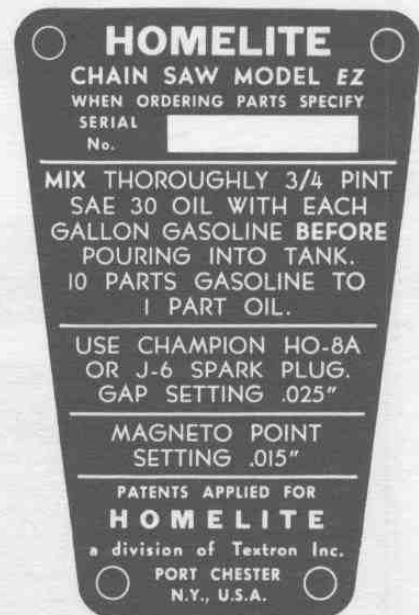 HOMELITE
CHAIN SAW MODEL EZ
WHEN ORDERING PARTS SPECIFY
SERIAL
No.
MIX THOROUGHLY 3/4 PINT
SAE 30 OIL WITH EACH
GALLON GASOLINE BEFORE
POURING INTO TANK.
10 PARTS GASOLINE TO
1 PART OIL.
USE CHAMPION HO-8A
OR J-6 SPARK PLUG.
GAP SETTING .025"
MAGNETO POINT
SETTING .015"
PATENTS APPLIED FOR
HOMELITE
a division of Textron Inc.
PORT CHESTER
N.Y., U.S.A.